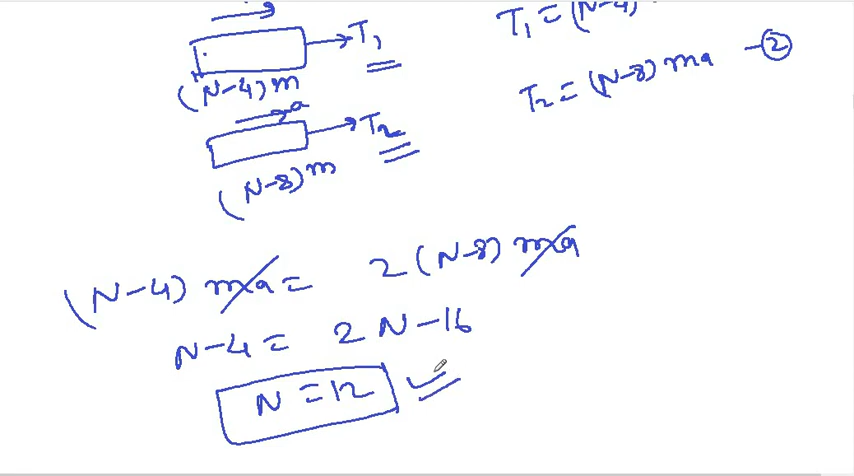 T₁ = (N-4)
→ T₁
(N-4)m
T₂ = (N-8) ma -②
a
→ T₂
(N-8)m
(N-4) ma = 2(N-8) ma
N-4 = 2N-16
N = 12